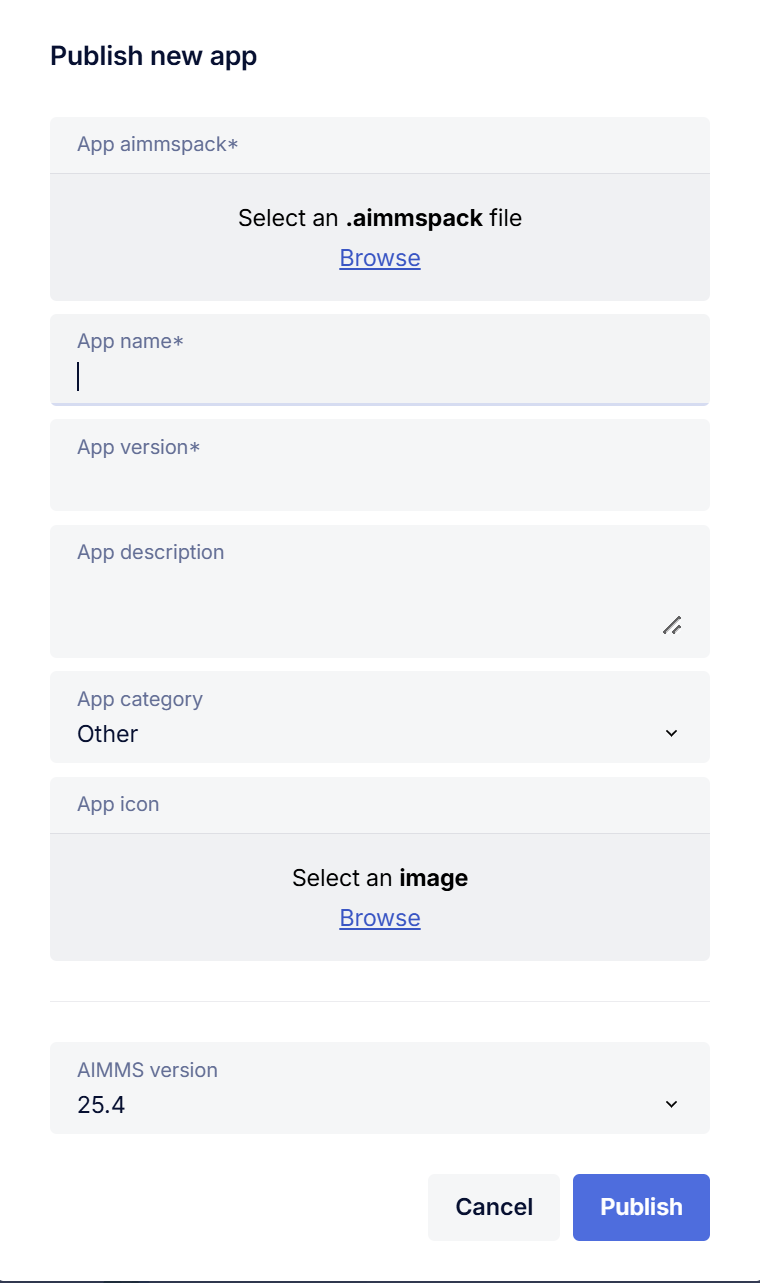 Publish new app
App aimmspack*
Select an .aimmspack file
Browse
App name*
App version*
App description
App category
Other
App icon
Select an image
Browse
AIMMS version
25.4
Cancel
Publish